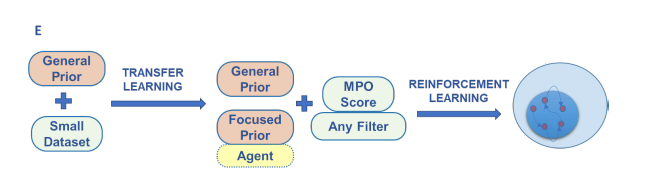 E
General
Prior
Small
Dataset
TRANSFER
LEARNING
General
Prior
Focused
Prior
Agent
MPO
Score
Any Filter
REINFORCEMENT
LEARNING